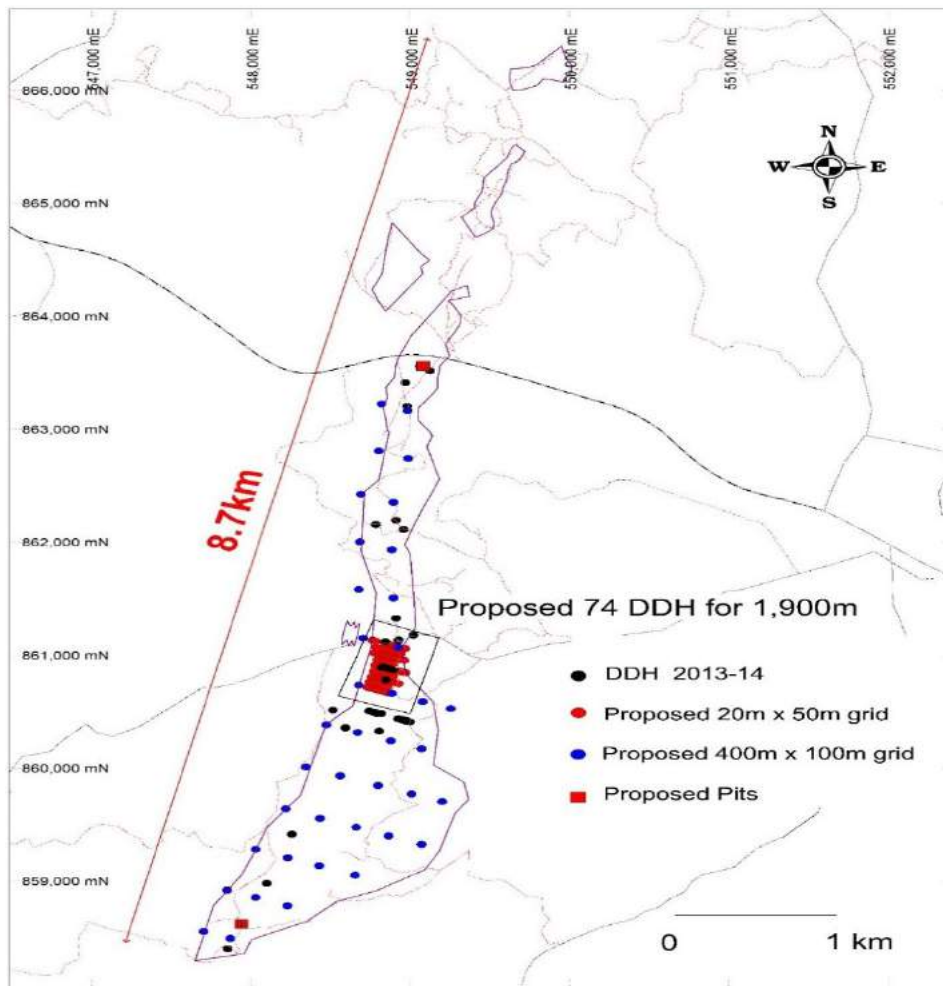 547,000 mE
548,000 mE
549,000 mE
550,000 mE
551,000 mE
552,000 mE
866,000 mN
N
W E
S
865,000 mN
864,000 mN
863,000 mN
8.7km
862,000 mN
Proposed 74 DDH for 1,900m
861,000 mN
DDH 2013-14
Proposed 20m x 50m grid
Proposed 400m x 100m grid
860,000 mN
Proposed Pits
859,000 mN
0 1 km